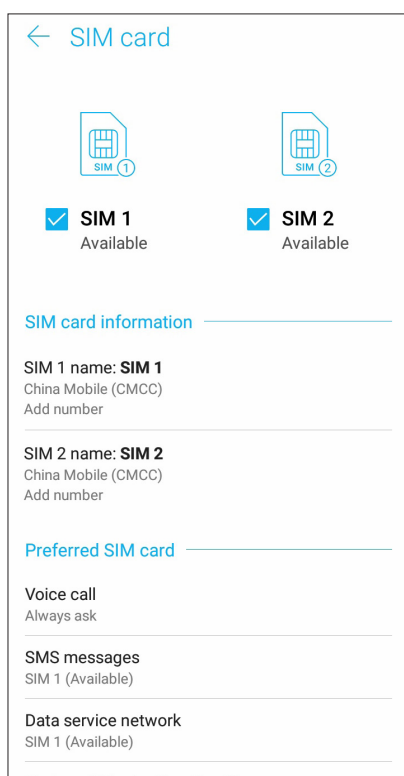 SIM card
SIM 1
SIM 2
SIM 1
Available
SIM 2
Available
SIM card information
SIM 1 name: SIM 1
China Mobile (CMCC)
Add number
SIM 2 name: SIM 2
China Mobile (CMCC)
Add number
Preferred SIM card
Voice call
Always ask
SMS messages
SIM 1 (Available)
Data service network
SIM 1 (Available)